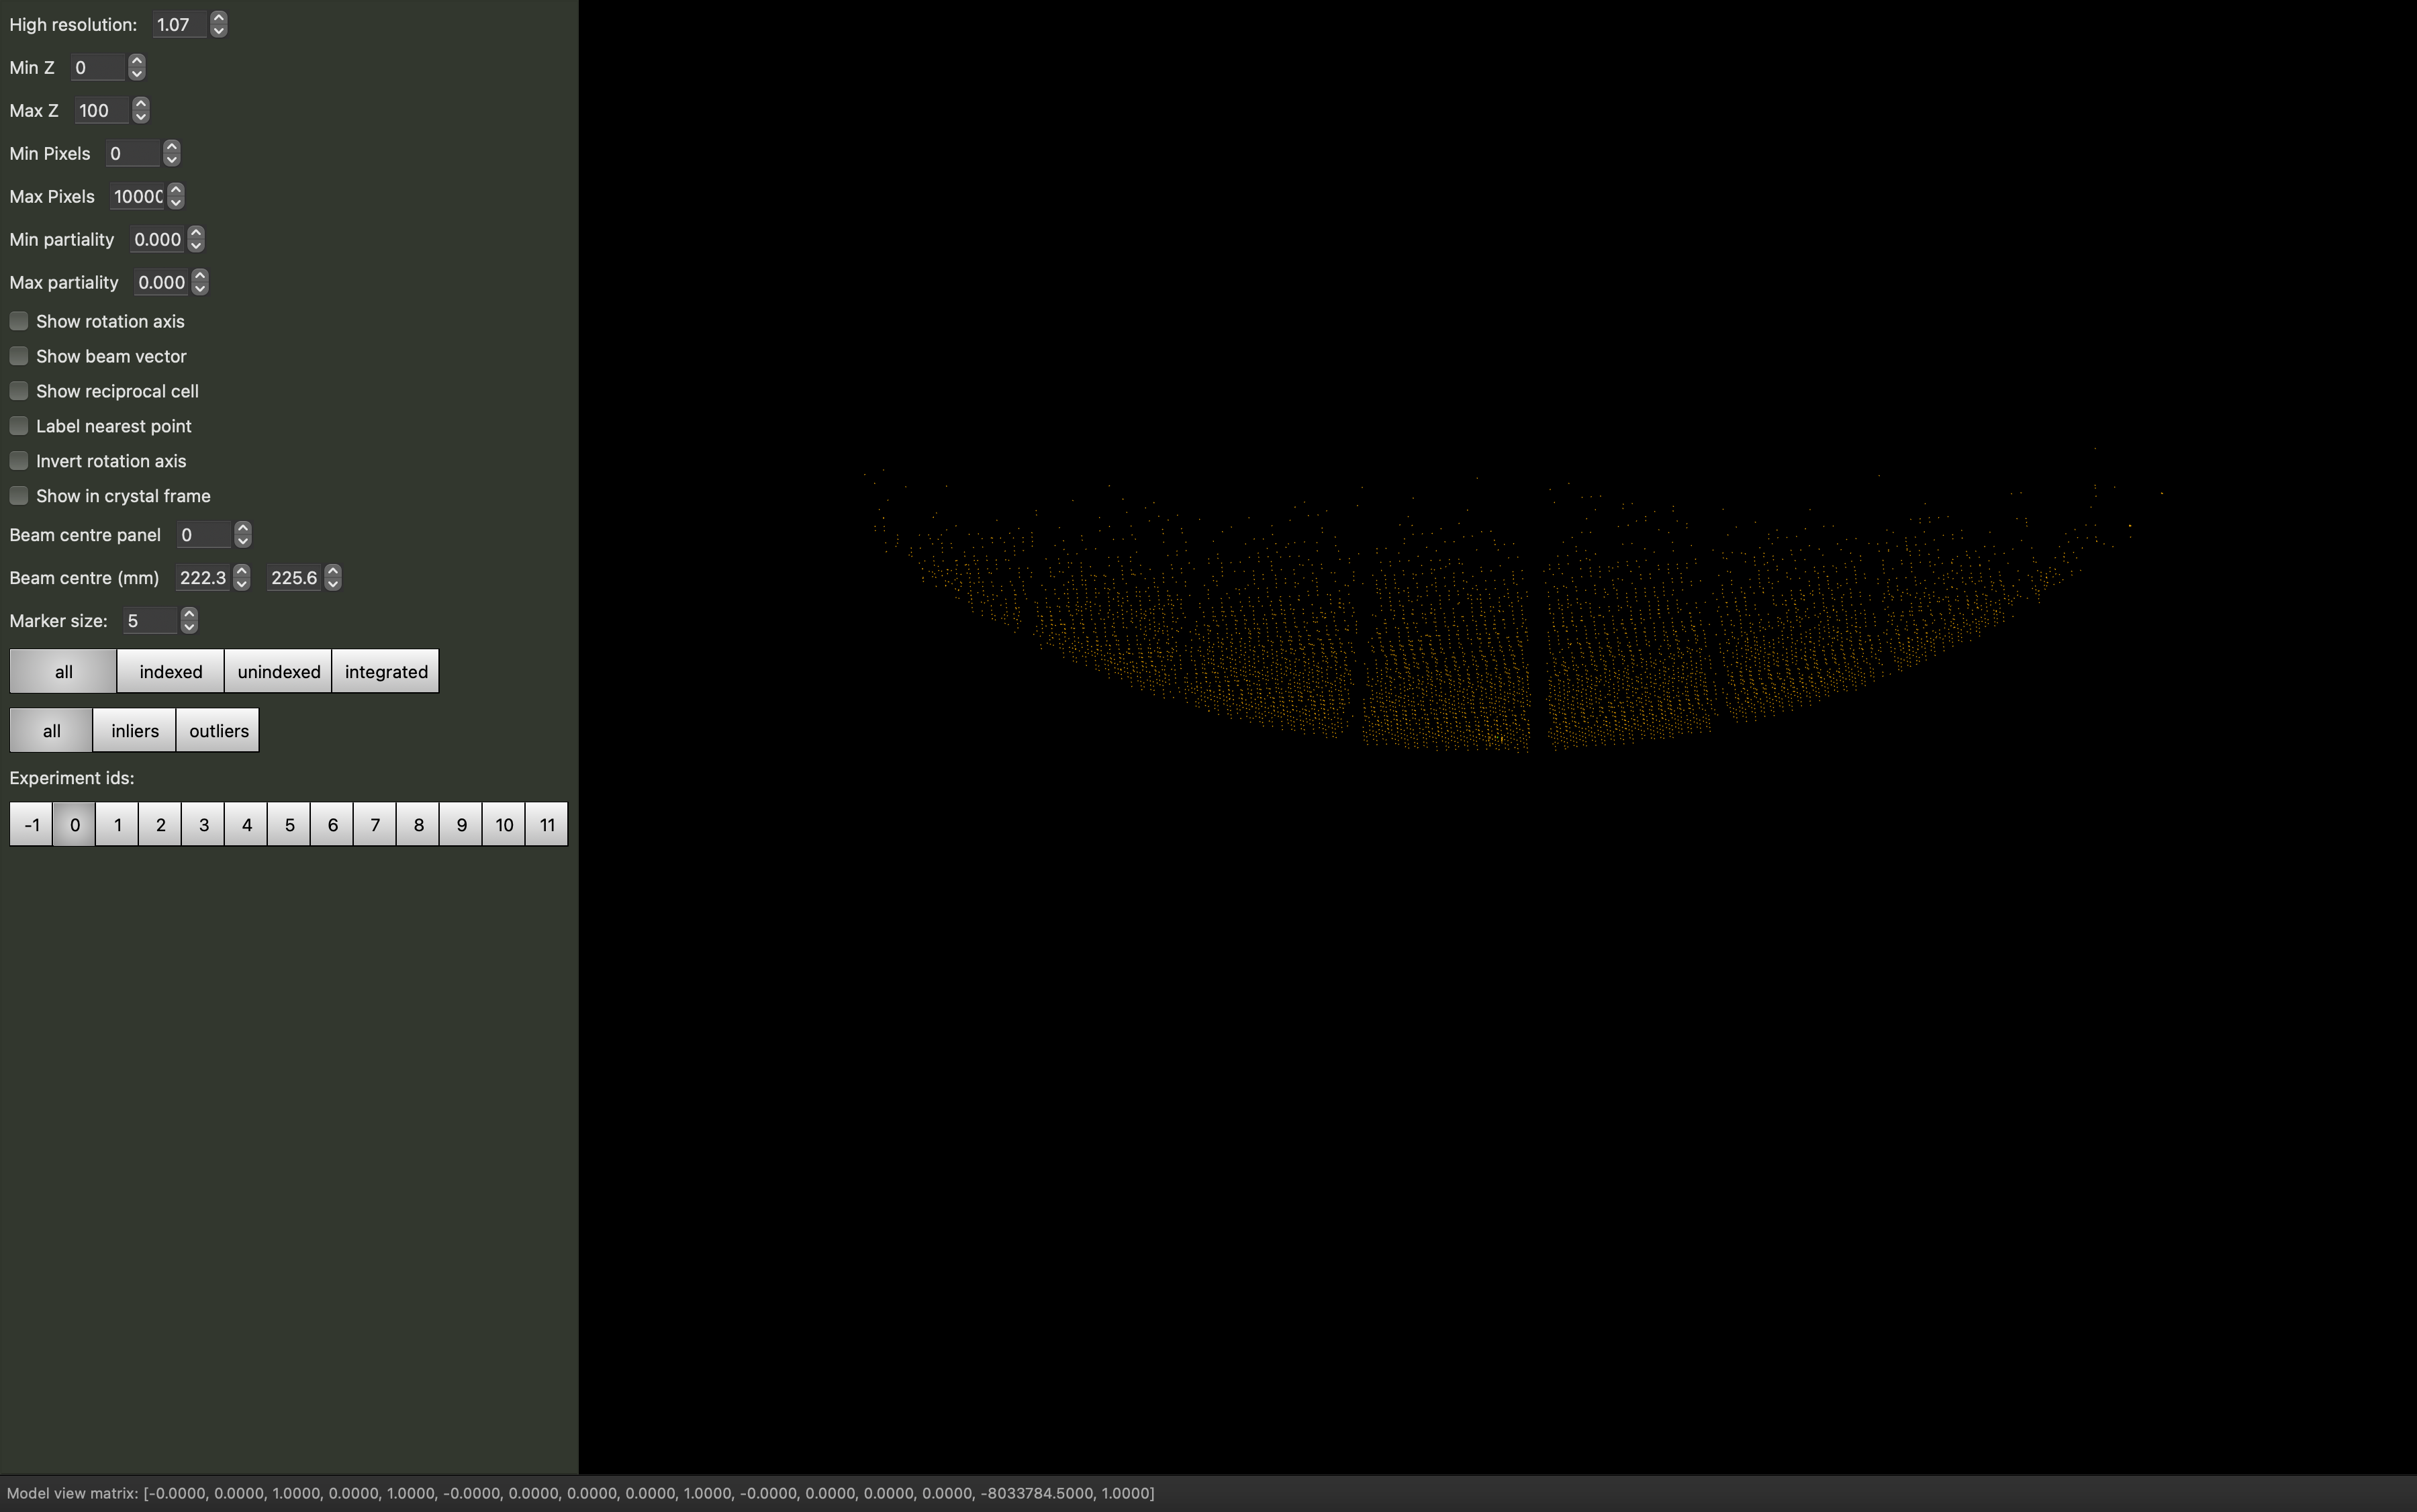 High resolution: 1.07
Min Z 0
Max Z 100
Min Pixels 0
Max Pixels 10000
Min partiality 0.000
Max partiality 0.000
Show rotation axis
Show beam vector
Show reciprocal cell
Label nearest point
Invert rotation axis
Show in crystal frame
Beam centre panel 0
Beam centre (mm) 222.3 225.6
Marker size: 5
all indexed unindexed integrated
all inliers outliers
Experiment ids:
-1 0 1 2 3 4 5 6 7 8 9 10 11
Model view matrix: [-0.0000, 0.0000, 1.0000, 0.0000, 1.0000, -0.0000, 0.0000, 0.0000, 0.0000, 1.0000, -0.0000, 0.0000, 0.0000, 0.0000, -8033784.5000, 1.0000]